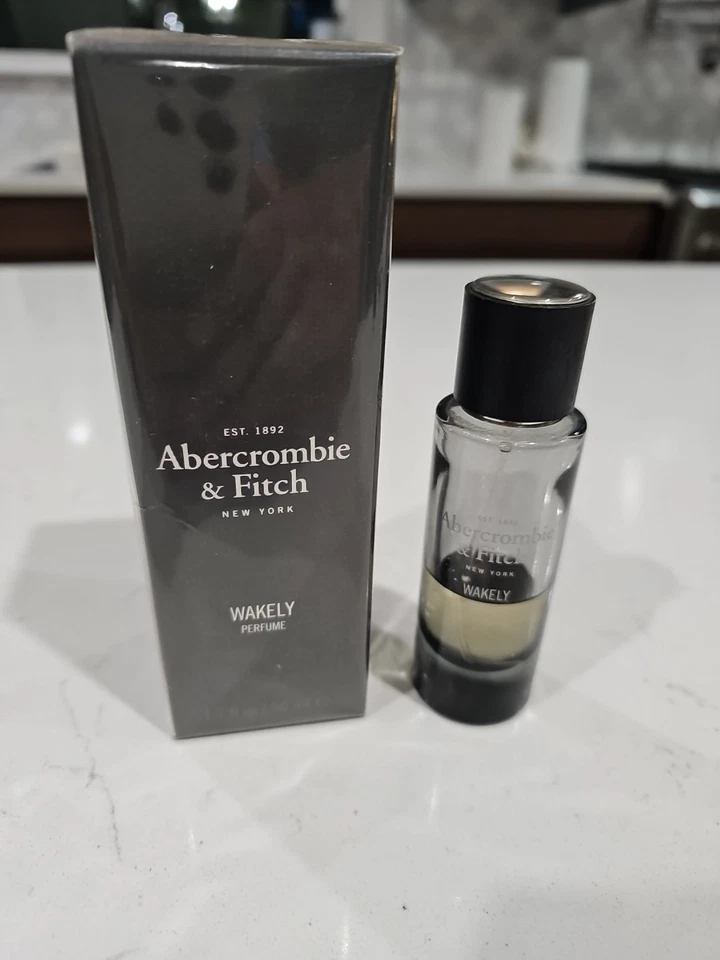 EST. 1892
Abercrombie
& Fitch
NEW YORK
WAKELY
PERFUME
EST. 1892
Abercrombie
& Fitch
NEW YORK
WAKELY